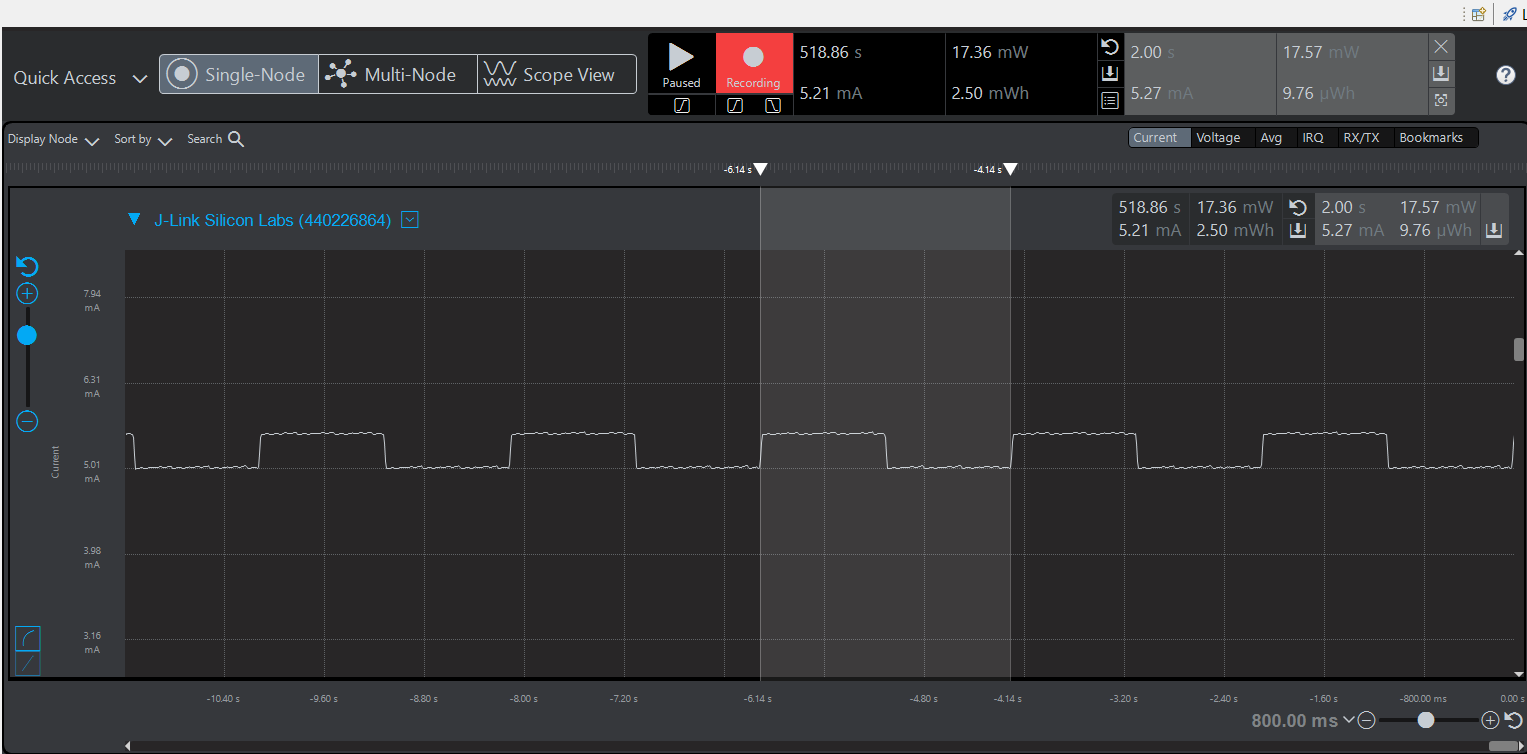 L
Quick Access
Single-Node
Multi-Node
Scope View
Paused
Recording
518.86 s
17.36 mW
5.21 mA
2.50 mWh
2.00 s
17.57 mW
5.27 mA
9.76 µWh
?
Display Node
Sort by
Search
Current
Voltage
Avg
IRQ
RX/TX
Bookmarks
-6.14 s
-4.14 s
J-Link Silicon Labs (440226864)
518.86 s
17.36 mW
2.00 s
17.57 mW
5.21 mA
2.50 mWh
5.27 mA
9.76 µWh
7.94
mA
6.31
mA
Current
5.01
mA
3.98
mA
3.16
mA
-10.40 s
-9.60 s
-8.80 s
-8.00 s
-7.20 s
-6.14 s
-4.80 s
-4.14 s
-3.20 s
-2.40 s
-1.60 s
-800.00 ms
0.00 s
800.00 ms